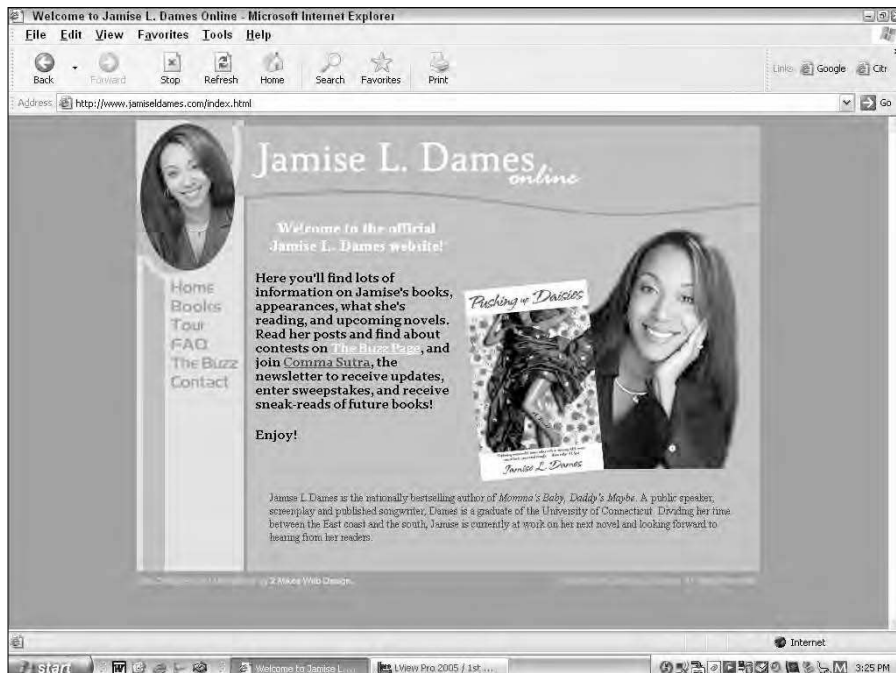 Welcome to Jamise L. Dames Online - Microsoft Internet Explorer
File Edit View Favorites Tools Help
Back Forward Stop Refresh Home Search Favorites Print
Links Google Citr
Address http://www.jamiseldames.com/index.html Go
Jamise L. Dames
online
Welcome to the official
Jamise L. Dames website!
Here you'll find lots of
information on Jamise's books,
appearances, what she's
reading, and upcoming novels.
Read her posts and find about
contests on The Buzz Page, and
join Comma Sutra, the
newsletter to receive updates,
enter sweepstakes, and receive
sneak-reads of future books!
Enjoy!
Home
Books
Tour
FAQ
The Buzz
Contact
Pushing up Daisies
Jamise L. Dames
Jamise L Dames is the nationally bestselling author of Momma's Baby, Daddy's Maybe. A public speaker,
screenplay and published songwriter, Dames is a graduate of the University of Connecticut. Dividing her time
between the East coast and the south, Jamise is currently at work on her next novel and looking forward to
hearing from her readers.
by 2 Mikes Web Design.
Internet
start Welcome to Jamise L.... LView Pro 2005 / 1st ... 3:25 PM